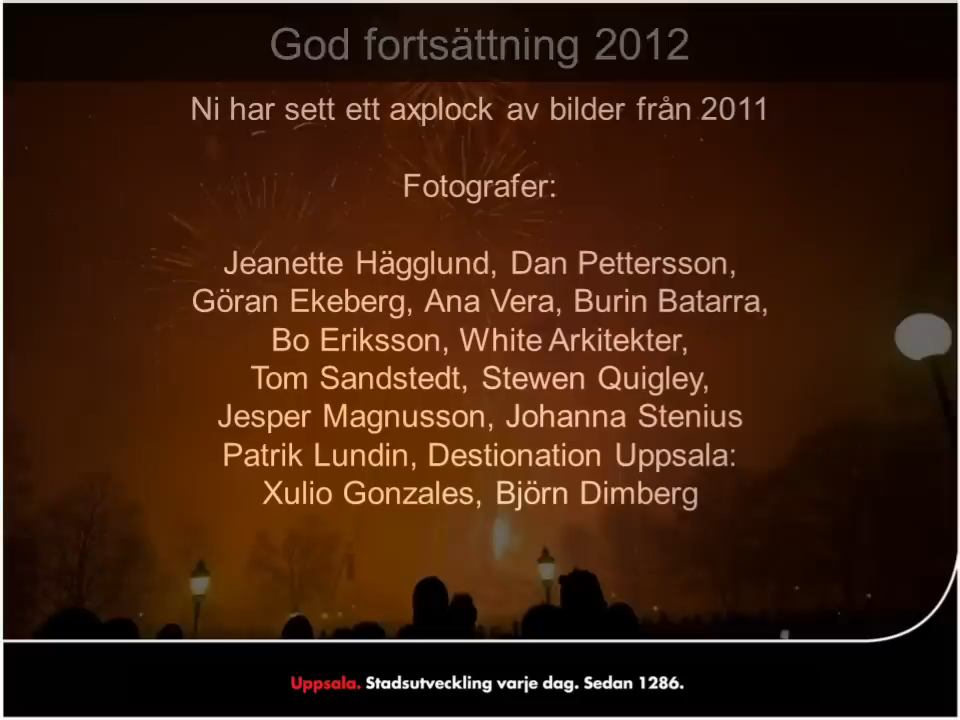 God fortsättning 2012
Ni har sett ett axplock av bilder från 2011
Fotografer:
Jeanette Hägglund, Dan Pettersson,
Göran Ekeberg, Ana Vera, Burin Batarra,
Bo Eriksson, White Arkitekter,
Tom Sandstedt, Stewen Quigley,
Jesper Magnusson, Johanna Stenius
Patrik Lundin, Destionation Uppsala:
Xulio Gonzales, Björn Dimberg
Uppsala. Stadsutveckling varje dag. Sedan 1286.